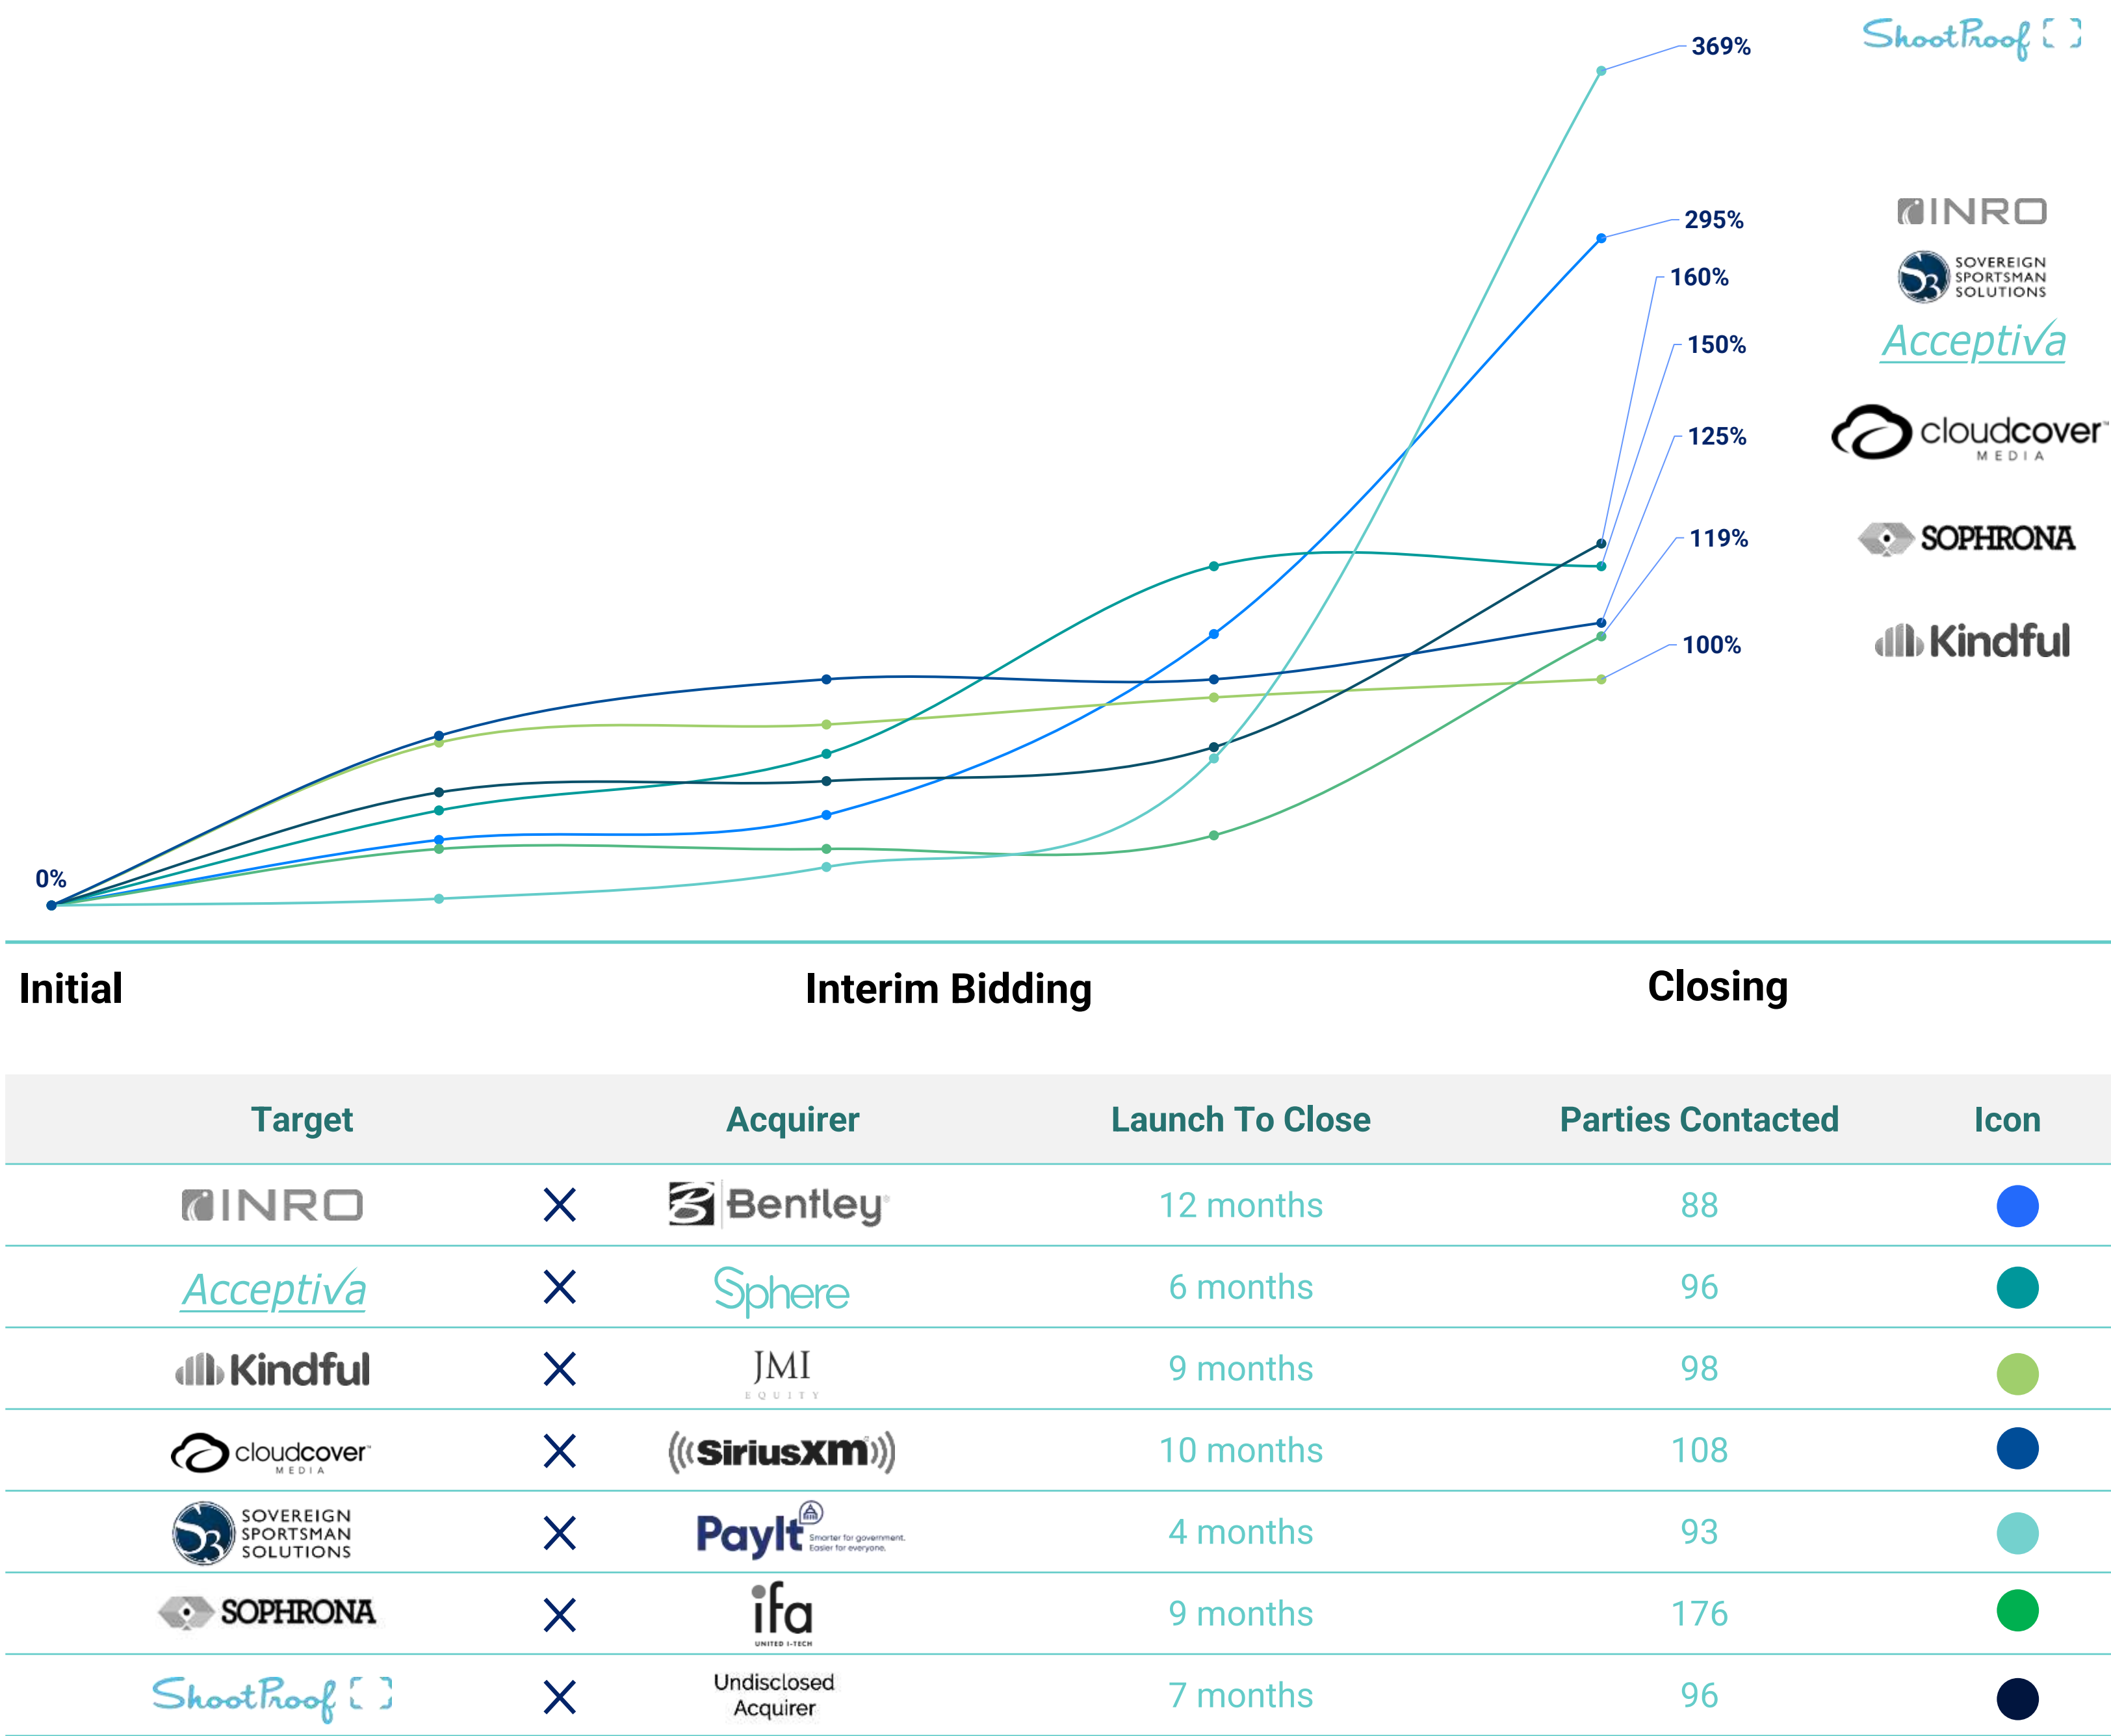 369%
ShootProof
295%
INRO
160%
SOVEREIGN
SPORTSMAN
SOLUTIONS
150%
Acceptiva
125%
cloudcover™
MEDIA
119%
SOPHRONA
100%
Kindful
0%
Initial
Interim Bidding
Closing
Target
Acquirer
Launch To Close
Parties Contacted
Icon
INRO
B Bentley®
12 months
88
Acceptiva
Sphere
6 months
96
Kindful
JMI
EQUITY
9 months
98
cloudcover™
MEDIA
SiriusXM
10 months
108
SOVEREIGN
SPORTSMAN
SOLUTIONS
PayIt
Smarter for government.
Easier for everyone.
4 months
93
SOPHRONA
ifa
UNITED I-TECH
9 months
176
ShootProof
Undisclosed
Acquirer
7 months
96